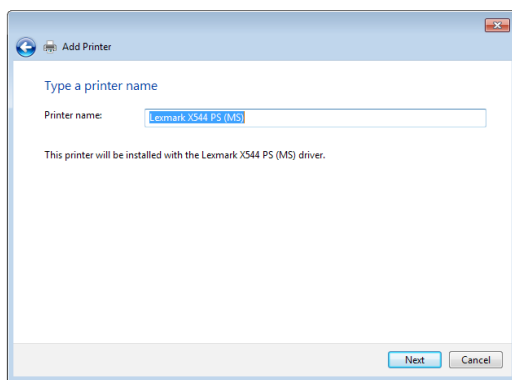 Add Printer
Type a printer name
Printer name: Lexmark X544 PS (MS)
This printer will be installed with the Lexmark X544 PS (MS) driver.
Next Cancel